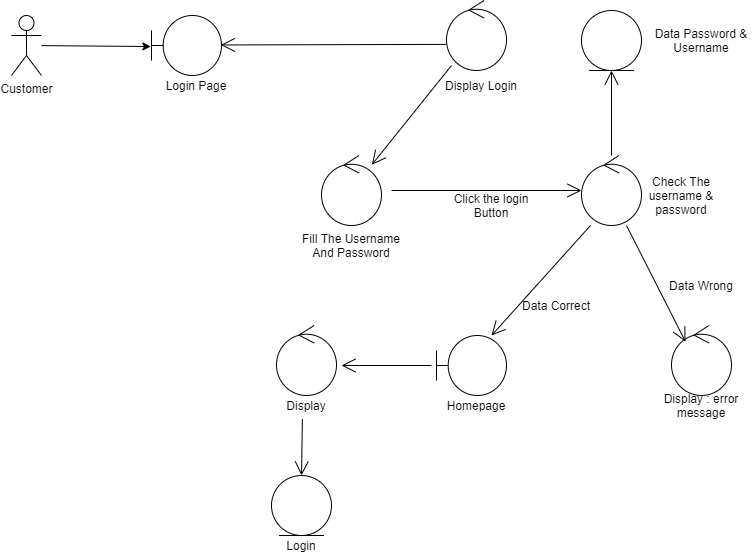 Data Password &
Username
Customer
Login Page
Display Login
Check The
username &
password
Click the login
Button
Fill The Username
And Password
Data Wrong
Data Correct
Display
Homepage
Display : error
message
Login